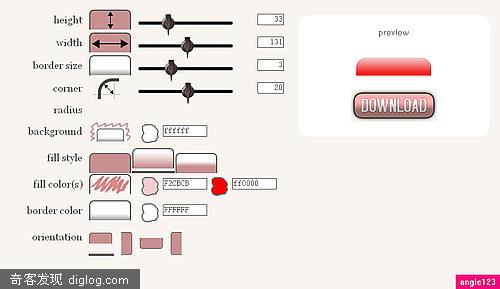 height 33
width 131
border size 3
corner 20
radius
background ffffff
fill style
fill color(s) F2CBCB ff0000
border color FFFFFF
orientation
preview
DOWNLOAD
奇客发现 diglog.com
angle123